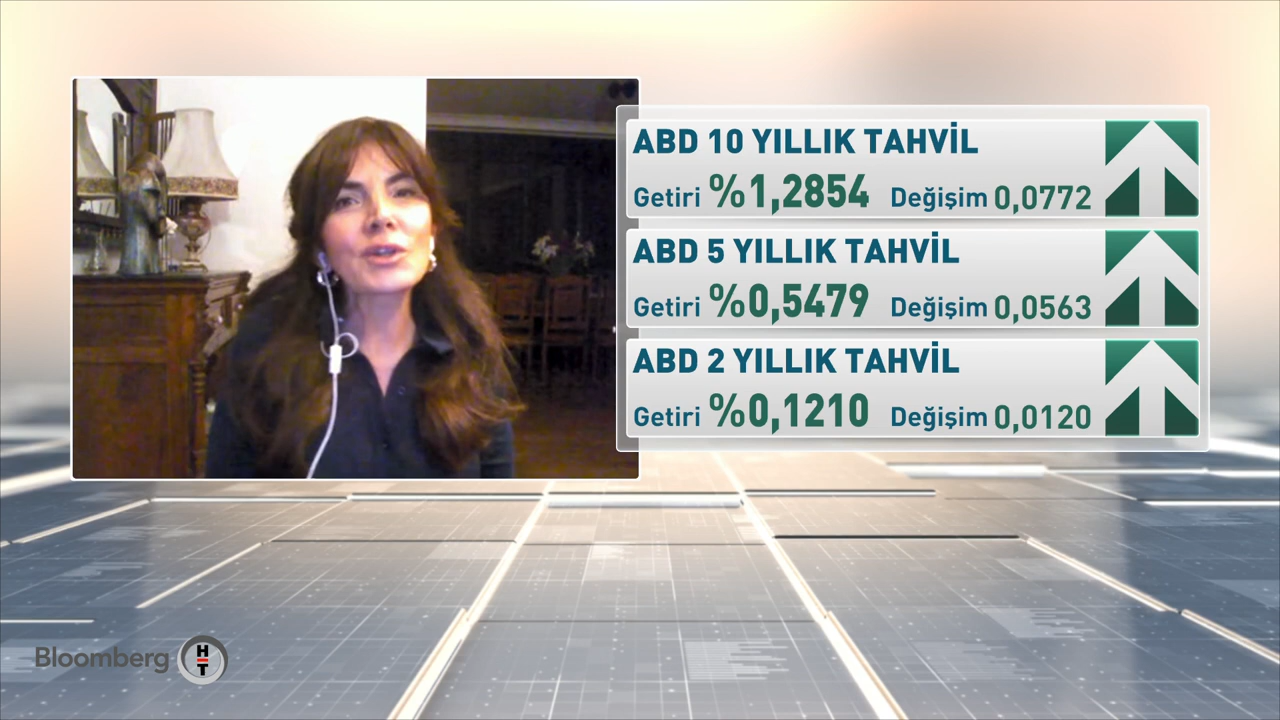 ABD 10 YILLIK TAHVİL
Getiri %1,2854 Değişim 0,0772
ABD 5 YILLIK TAHVİL
Getiri %0,5479 Değişim 0,0563
ABD 2 YILLIK TAHVİL
Getiri %0,1210 Değişim 0,0120
Bloomberg HT